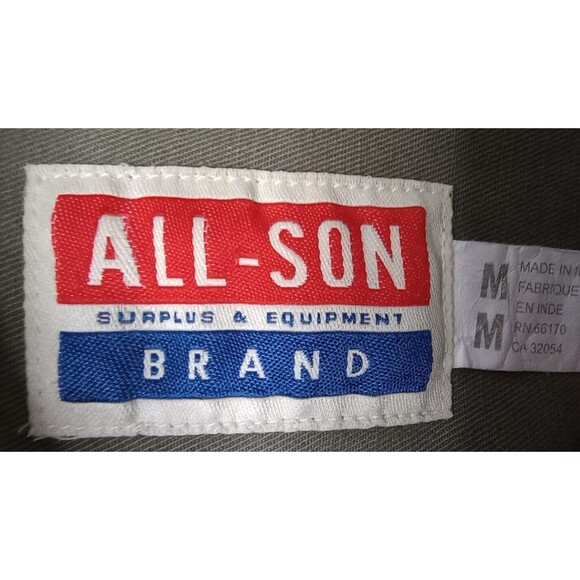 ALL-SON
SURPLUS & EQUIPMENT
BRAND
M
M
MADE IN
FABRIQUE
EN INDE
RN 66170
CA 32054